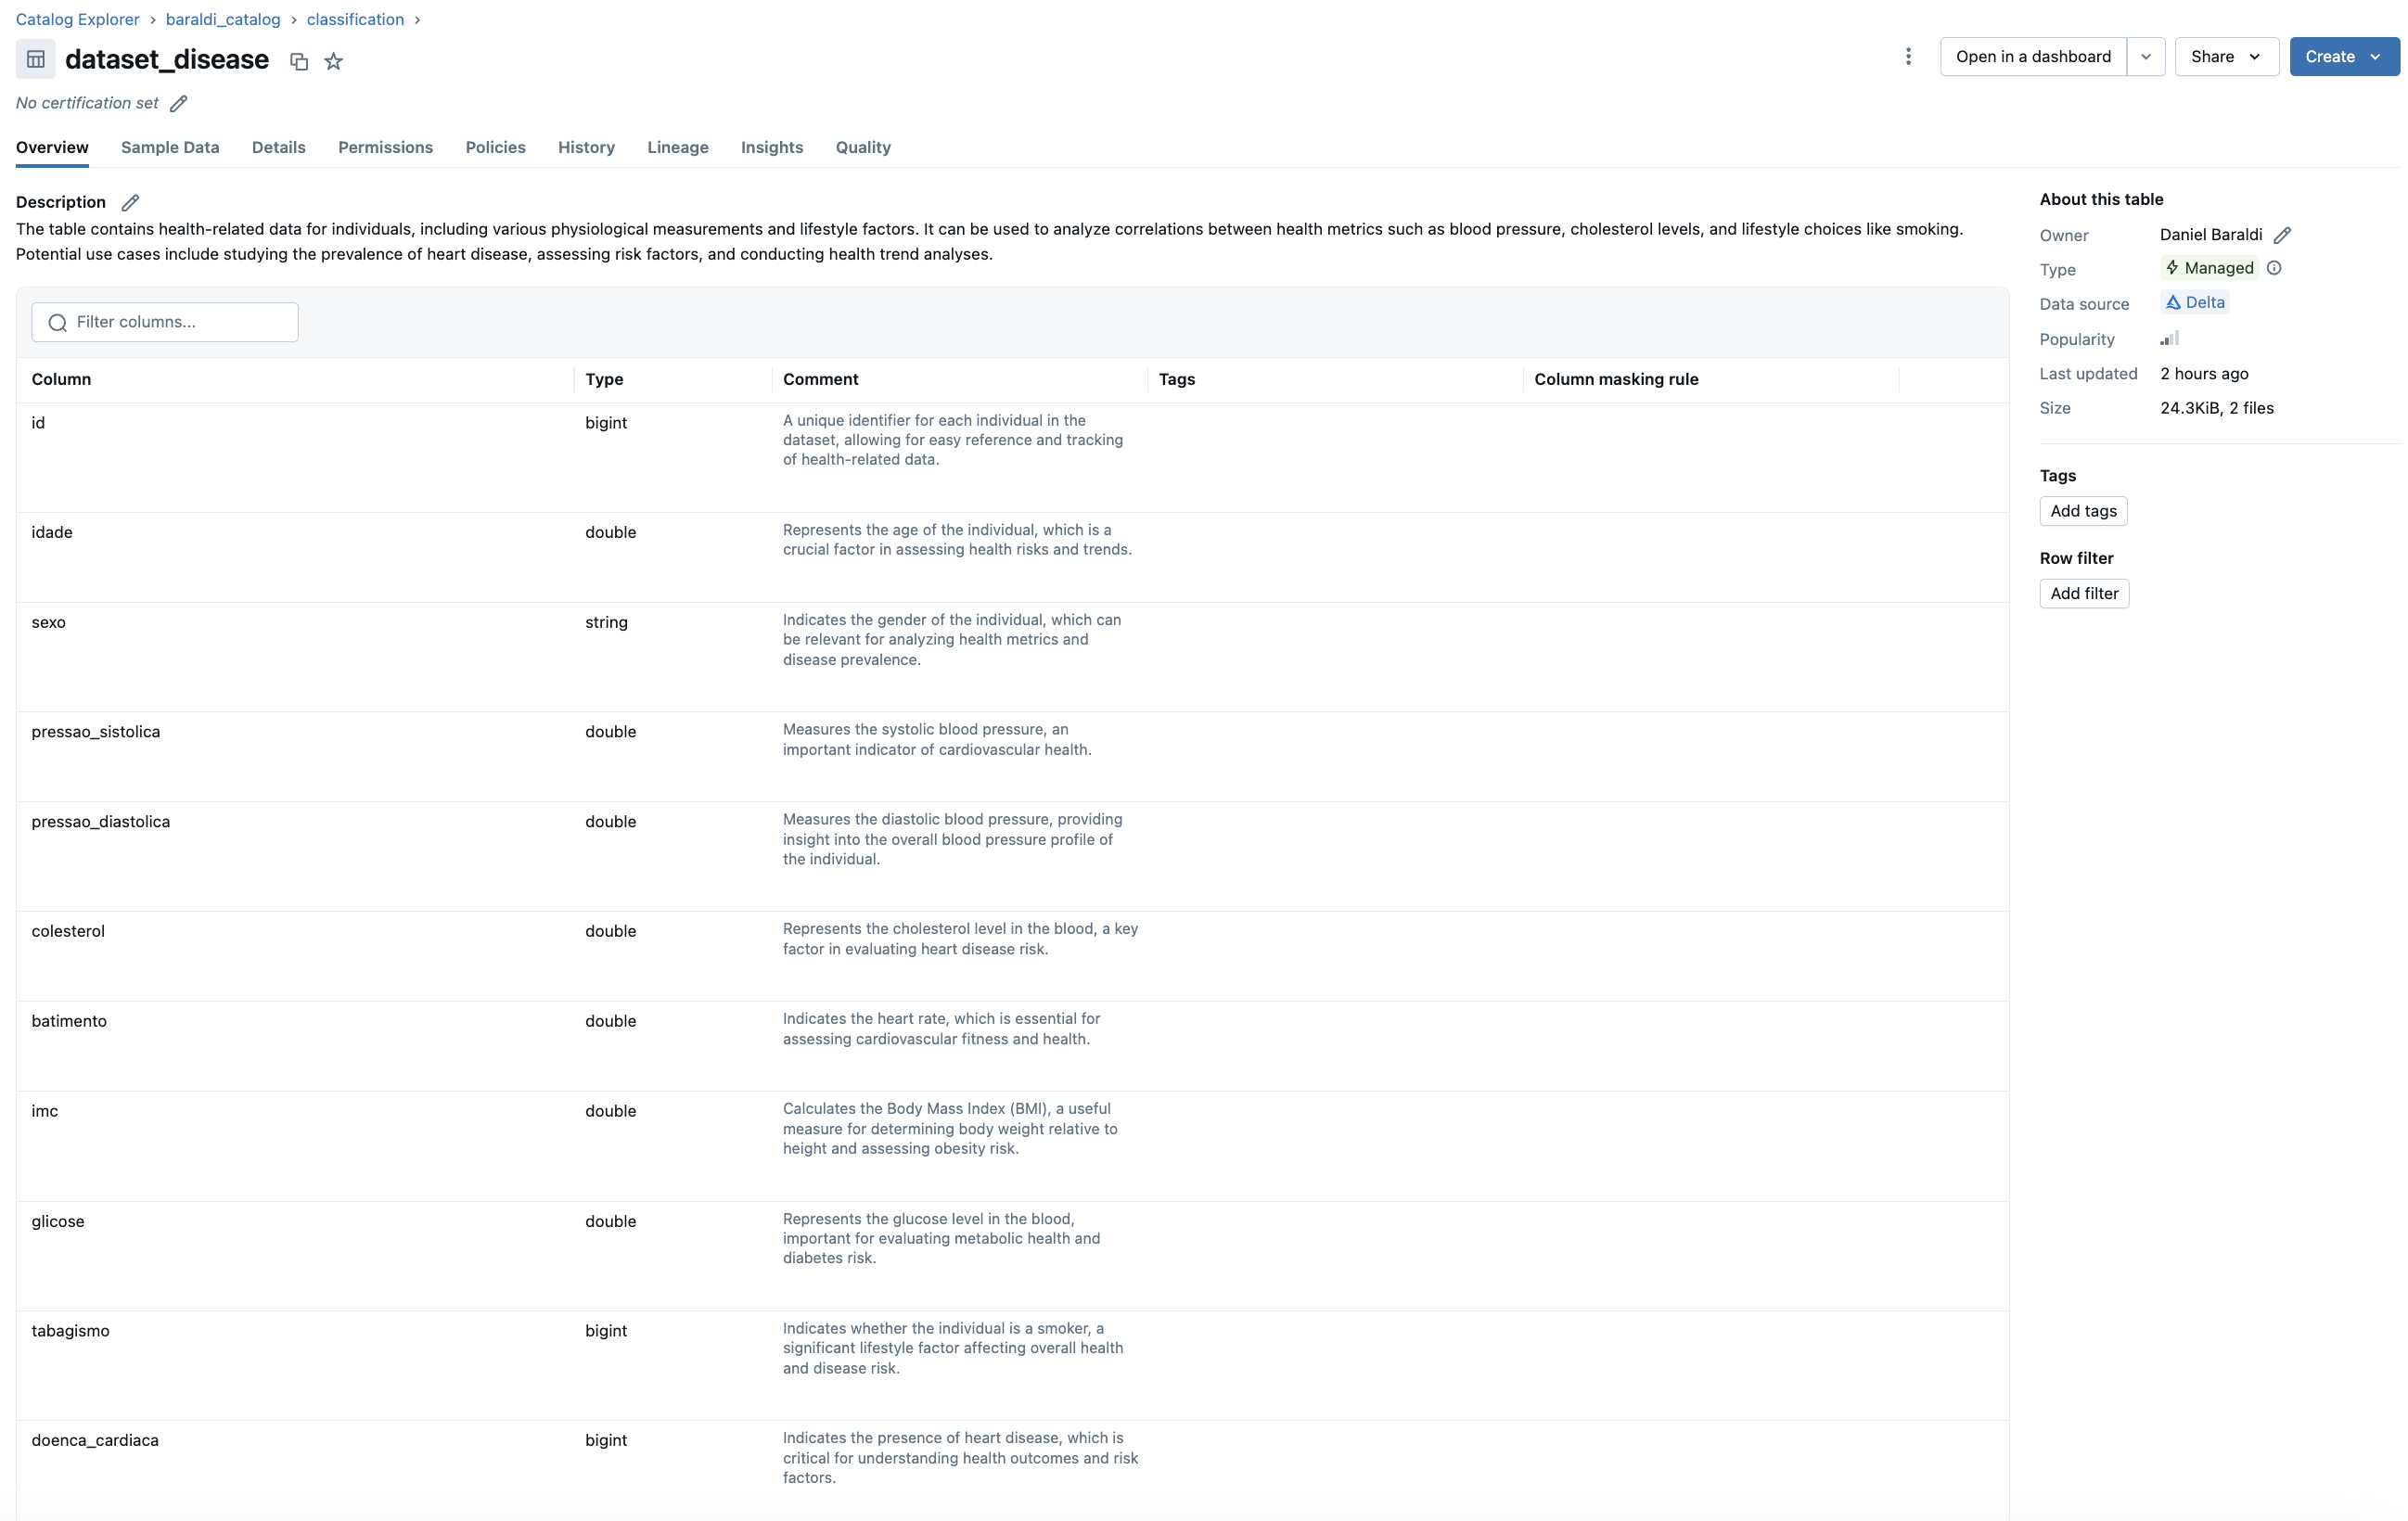 Catalog Explorer › baraldi_catalog › classification ›
dataset_disease
Open in a dashboard
Share
Create
No certification set
Overview Sample Data Details Permissions Policies History Lineage Insights Quality
Description
The table contains health-related data for individuals, including various physiological measurements and lifestyle factors. It can be used to analyze correlations between health metrics such as blood pressure, cholesterol levels, and lifestyle choices like smoking.
Potential use cases include studying the prevalence of heart disease, assessing risk factors, and conducting health trend analyses.
Filter columns...
Column Type Comment Tags Column masking rule
id bigint A unique identifier for each individual in the
dataset, allowing for easy reference and tracking
of health-related data.
idade double Represents the age of the individual, which is a
crucial factor in assessing health risks and trends.
sexo string Indicates the gender of the individual, which can
be relevant for analyzing health metrics and
disease prevalence.
pressao_sistolica double Measures the systolic blood pressure, an
important indicator of cardiovascular health.
pressao_diastolica double Measures the diastolic blood pressure, providing
insight into the overall blood pressure profile of
the individual.
colesterol double Represents the cholesterol level in the blood, a key
factor in evaluating heart disease risk.
batimento double Indicates the heart rate, which is essential for
assessing cardiovascular fitness and health.
imc double Calculates the Body Mass Index (BMI), a useful
measure for determining body weight relative to
height and assessing obesity risk.
glicose double Represents the glucose level in the blood,
important for evaluating metabolic health and
diabetes risk.
tabagismo bigint Indicates whether the individual is a smoker, a
significant lifestyle factor affecting overall health
and disease risk.
doenca_cardiaca bigint Indicates the presence of heart disease, which is
critical for understanding health outcomes and risk
factors.
About this table
Owner Daniel Baraldi
Type Managed
Data source Delta
Popularity
Last updated 2 hours ago
Size 24.3KiB, 2 files
Tags
Add tags
Row filter
Add filter